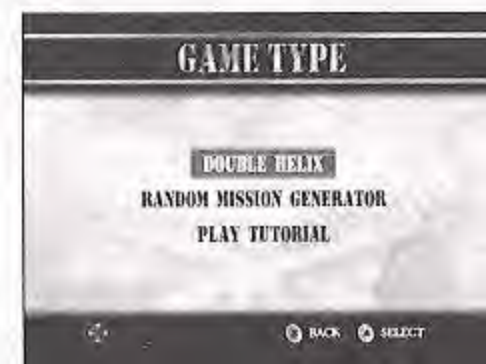 GAME TYPE
DOUBLE HELIX
RANDOM MISSION GENERATOR
PLAY TUTORIAL
BACK SELECT